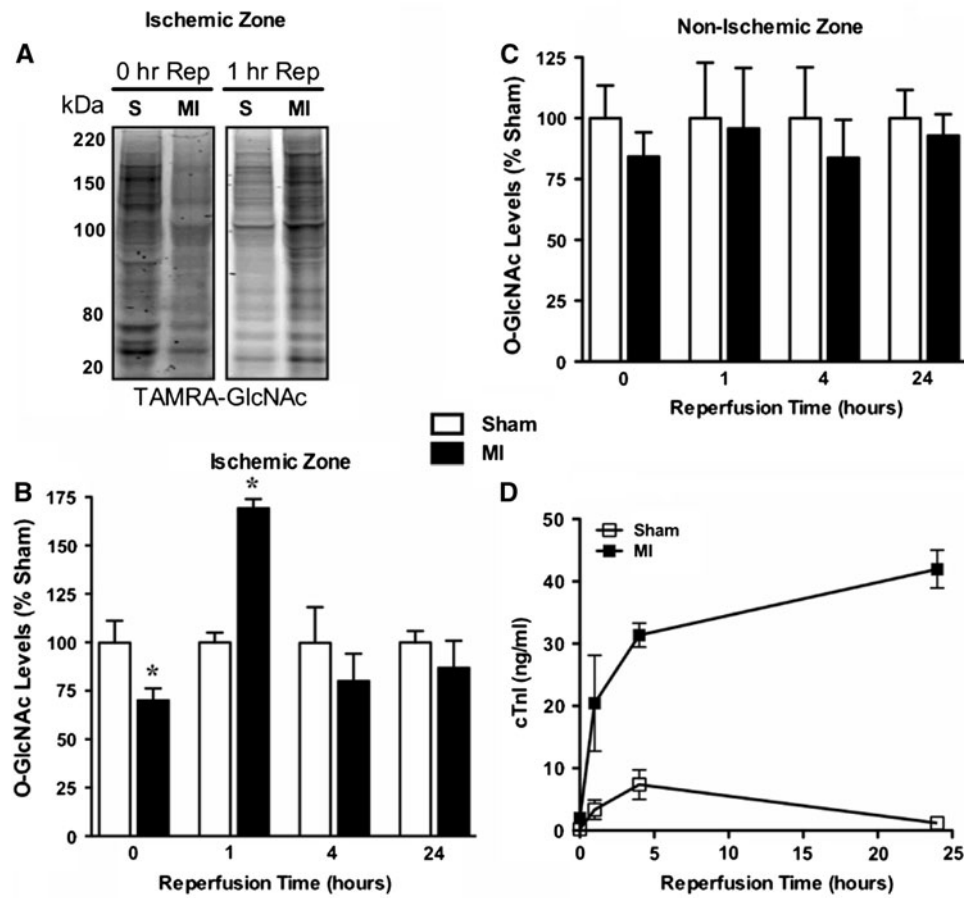 Ischemic Zone
A
0 hr Rep 1 hr Rep
kDa S MI S MI
220
150
100
80
20
TAMRA-GlcNAc
C
Non-Ischemic Zone
O-GlcNAc Levels (% Sham)
125
100
75
50
25
0
0 1 4 24
Reperfusion Time (hours)
Sham
MI
B
Ischemic Zone
O-GlcNAc Levels (% Sham)
175
150
125
100
75
50
25
0
*
*
0 1 4 24
Reperfusion Time (hours)
D
Sham
MI
cTnI (ng/ml)
50
40
30
20
10
0
0 5 10 15 20 25
Reperfusion Time (hours)